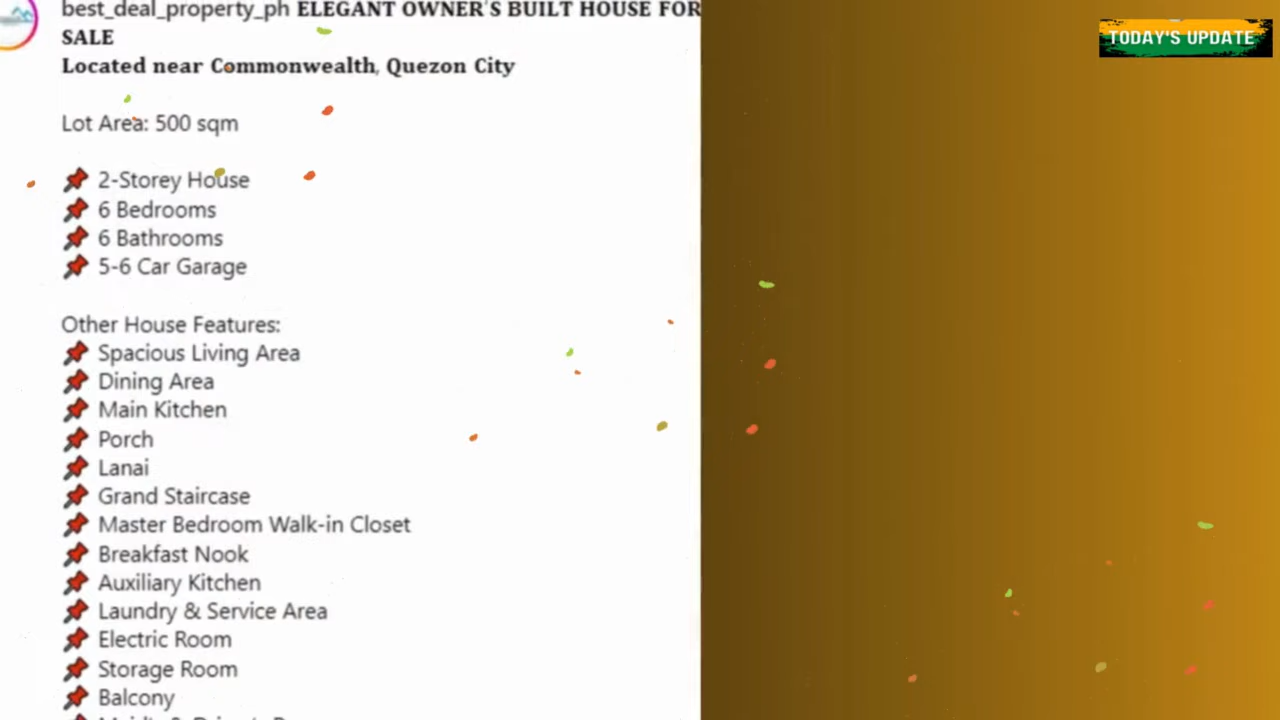 best_deal_property_ph ELEGANT OWNER'S BUILT HOUSE FOR
SALE
Located near Commonwealth, Quezon City
Lot Area: 500 sqm
📌 2-Storey House
📌 6 Bedrooms
📌 6 Bathrooms
📌 5-6 Car Garage
Other House Features:
📌 Spacious Living Area
📌 Dining Area
📌 Main Kitchen
📌 Porch
📌 Lanai
📌 Grand Staircase
📌 Master Bedroom Walk-in Closet
📌 Breakfast Nook
📌 Auxiliary Kitchen
📌 Laundry & Service Area
📌 Electric Room
📌 Storage Room
📌 Balcony
TODAY'S UPDATE